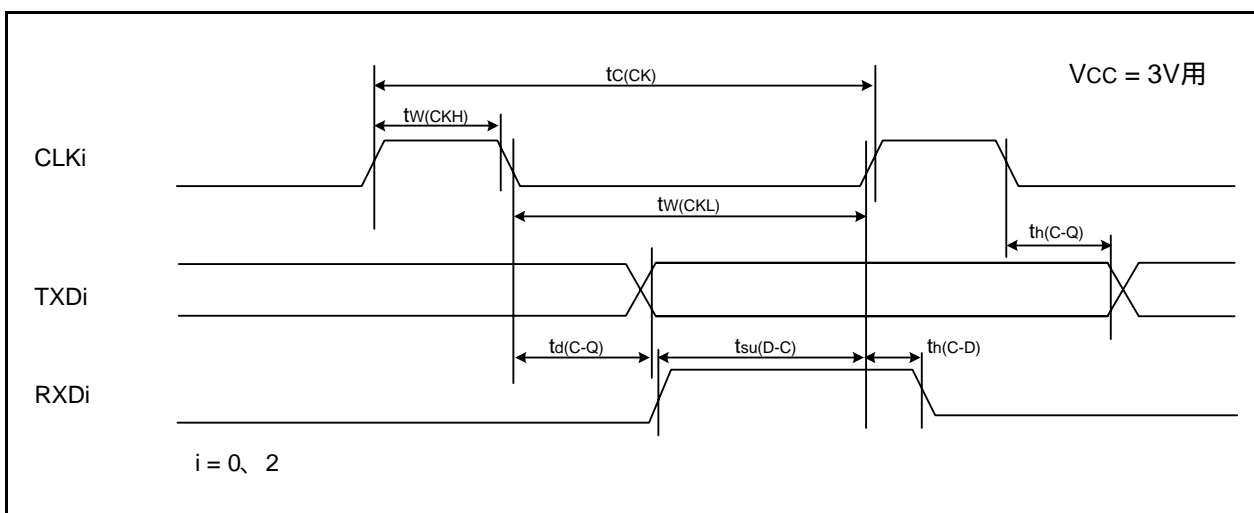 VCC = 3V用
tC(CK)
tW(CKH)
CLKi
tW(CKL)
th(C-Q)
TXDi
td(C-Q)
tsu(D-C)
th(C-D)
RXDi
i = 0、 2